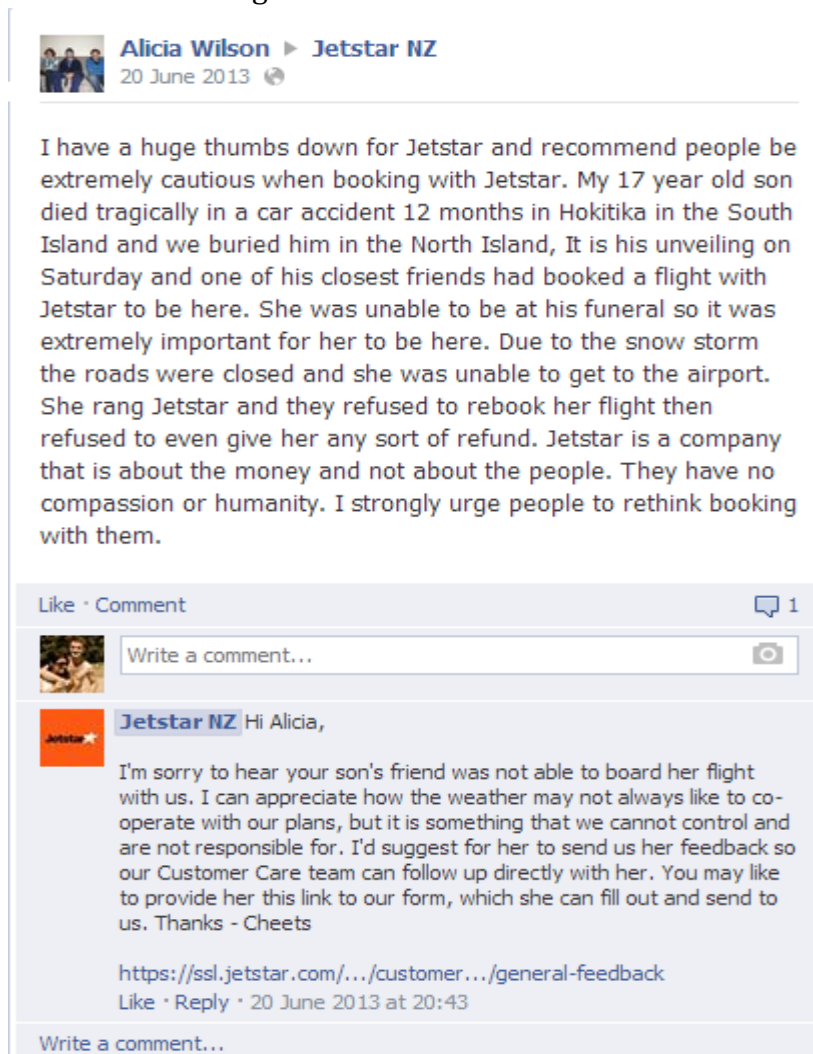 Alicia Wilson ▶ Jetstar NZ
20 June 2013
I have a huge thumbs down for Jetstar and recommend people be
extremely cautious when booking with Jetstar. My 17 year old son
died tragically in a car accident 12 months in Hokitika in the South
Island and we buried him in the North Island, It is his unveiling on
Saturday and one of his closest friends had booked a flight with
Jetstar to be here. She was unable to be at his funeral so it was
extremely important for her to be here. Due to the snow storm
the roads were closed and she was unable to get to the airport.
She rang Jetstar and they refused to rebook her flight then
refused to even give her any sort of refund. Jetstar is a company
that is about the money and not about the people. They have no
compassion or humanity. I strongly urge people to rethink booking
with them.
Like · Comment 1
Write a comment...
Jetstar
Jetstar NZ Hi Alicia,
I'm sorry to hear your son's friend was not able to board her flight
with us. I can appreciate how the weather may not always like to co-
operate with our plans, but it is something that we cannot control and
are not responsible for. I'd suggest for her to send us her feedback so
our Customer Care team can follow up directly with her. You may like
to provide her this link to our form, which she can fill out and send to
us. Thanks - Cheets
https://ssl.jetstar.com/.../customer.../general-feedback
Like · Reply · 20 June 2013 at 20:43
Write a comment...